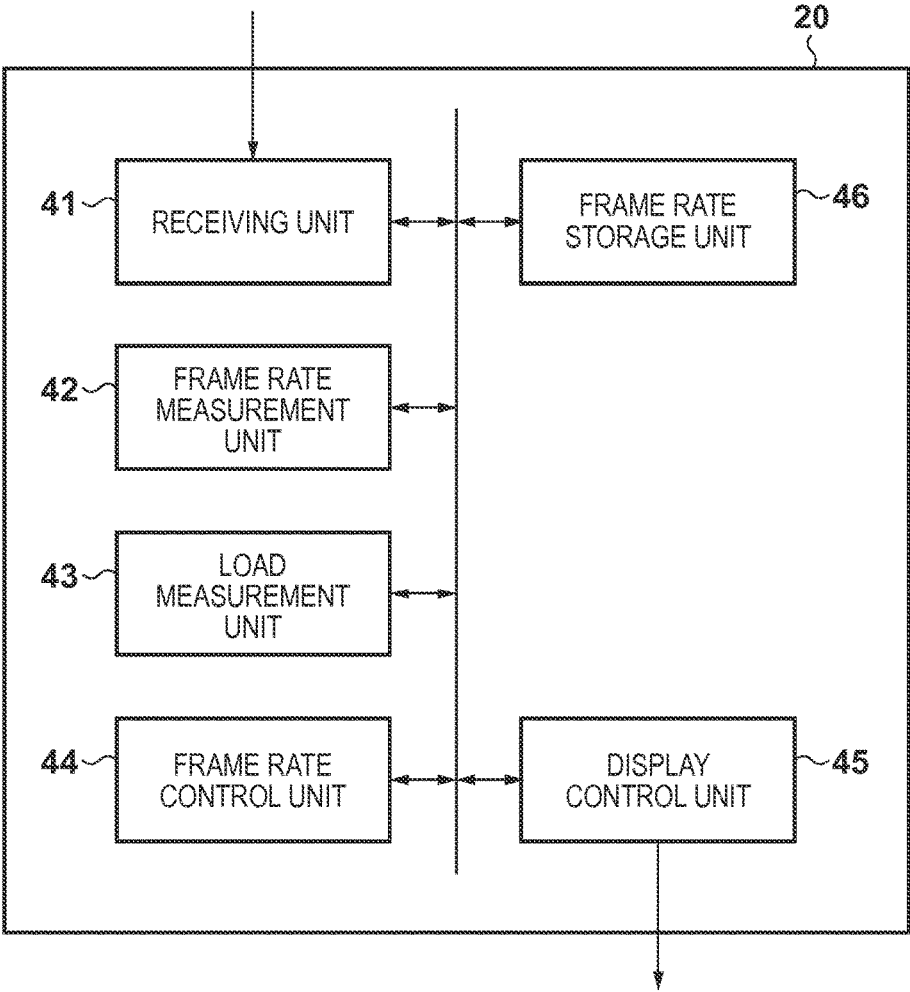 20
41
RECEIVING UNIT
FRAME RATE
STORAGE UNIT
46
42
FRAME RATE
MEASUREMENT
UNIT
43
LOAD
MEASUREMENT
UNIT
44
FRAME RATE
CONTROL UNIT
DISPLAY
CONTROL UNIT
45